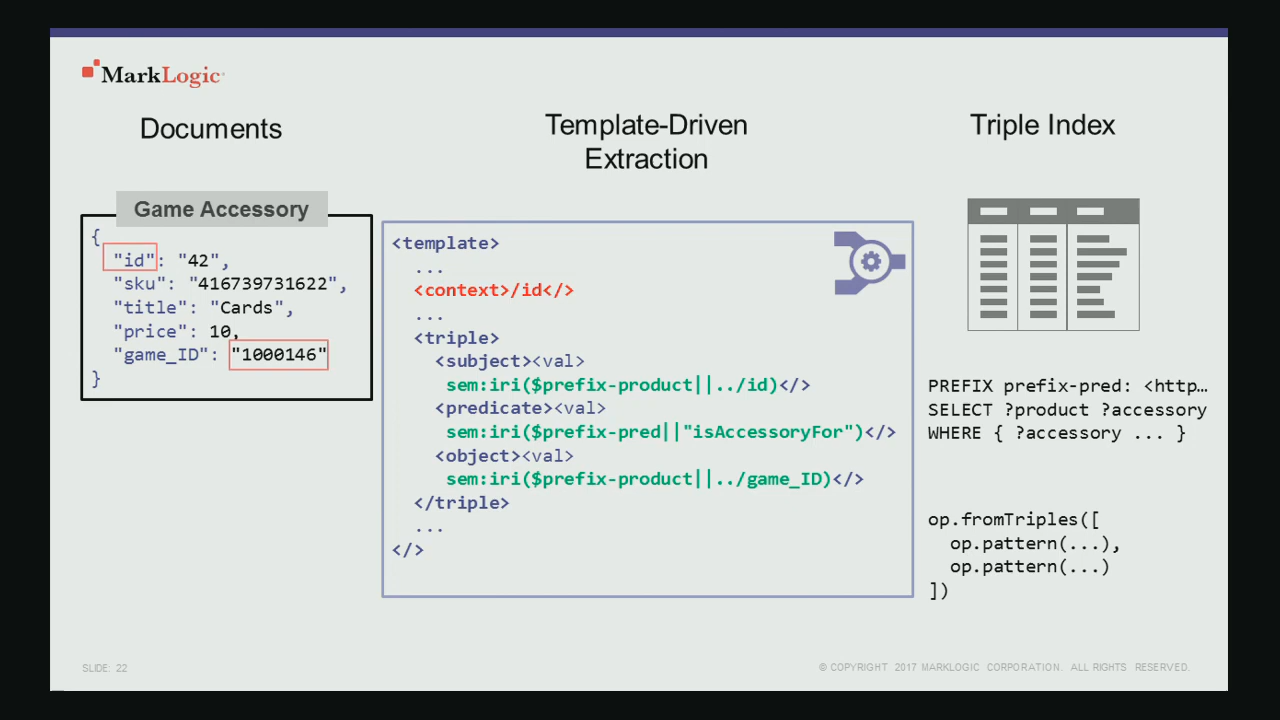 MarkLogic
Documents
Template-Driven
Extraction
Triple Index
Game Accessory
{
"id": "42",
"sku": "416739731622",
"title": "Cards",
"price": 10,
"game_ID": "1000146"
}
<template>
...
<context>/id</>
...
<triple>
<subject><val>
sem:iri($prefix-product||../id)</>
<predicate><val>
sem:iri($prefix-pred||"isAccessoryFor")</>
<object><val>
sem:iri($prefix-product||../game_ID)</>
</triple>
...
</>
PREFIX prefix-pred: <http…
SELECT ?product ?accessory
WHERE { ?accessory ... }
op.fromTriples([
op.pattern(...),
op.pattern(...)
])
SLIDE: 22
© COPYRIGHT 2017 MARKLOGIC CORPORATION. ALL RIGHTS RESERVED.